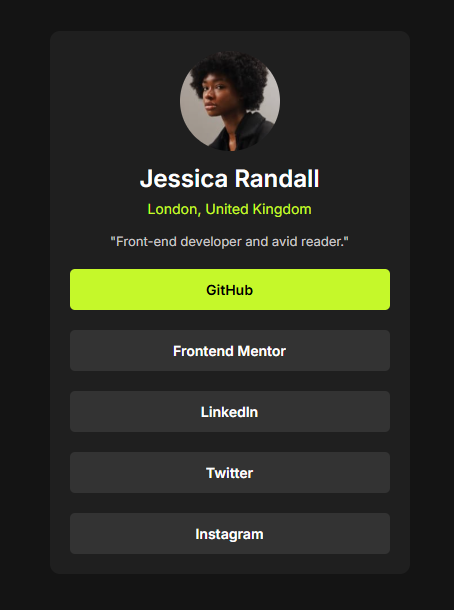 Jessica Randall
London, United Kingdom
"Front-end developer and avid reader."
GitHub
Frontend Mentor
LinkedIn
Twitter
Instagram